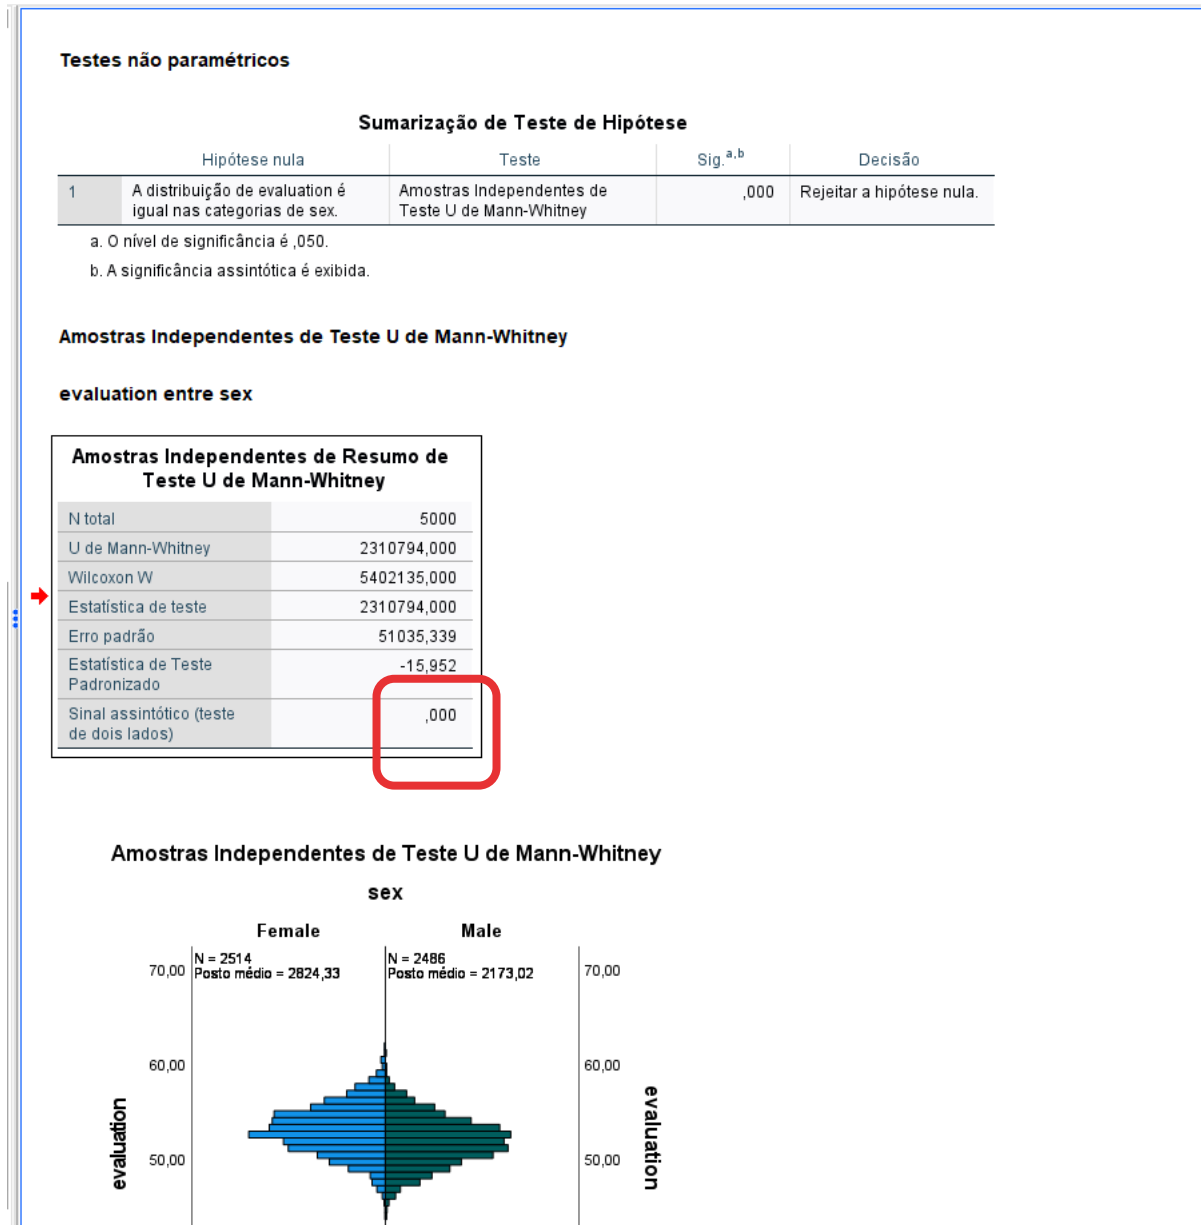 Testes não paramétricos
Sumarização de Teste de Hipótese
Hipótese nula Teste Sig.a,b Decisão
1 A distribuição de evaluation é Amostras Independentes de ,000 Rejeitar a hipótese nula.
igual nas categorias de sex. Teste U de Mann-Whitney
a. O nível de significância é ,050.
b. A significância assintótica é exibida.
Amostras Independentes de Teste U de Mann-Whitney
evaluation entre sex
Amostras Independentes de Resumo de
Teste U de Mann-Whitney
N total 5000
U de Mann-Whitney 2310794,000
Wilcoxon W 5402135,000
Estatística de teste 2310794,000
Erro padrão 51035,339
Estatística de Teste -15,952
Padronizado
Sinal assintótico (teste ,000
de dois lados)
Amostras Independentes de Teste U de Mann-Whitney
sex
Female Male
N = 2514 N = 2486
70,00 Posto médio = 2824,33 Posto médio = 2173,02 70,00
60,00 60,00
evaluation evaluation
50,00 50,00